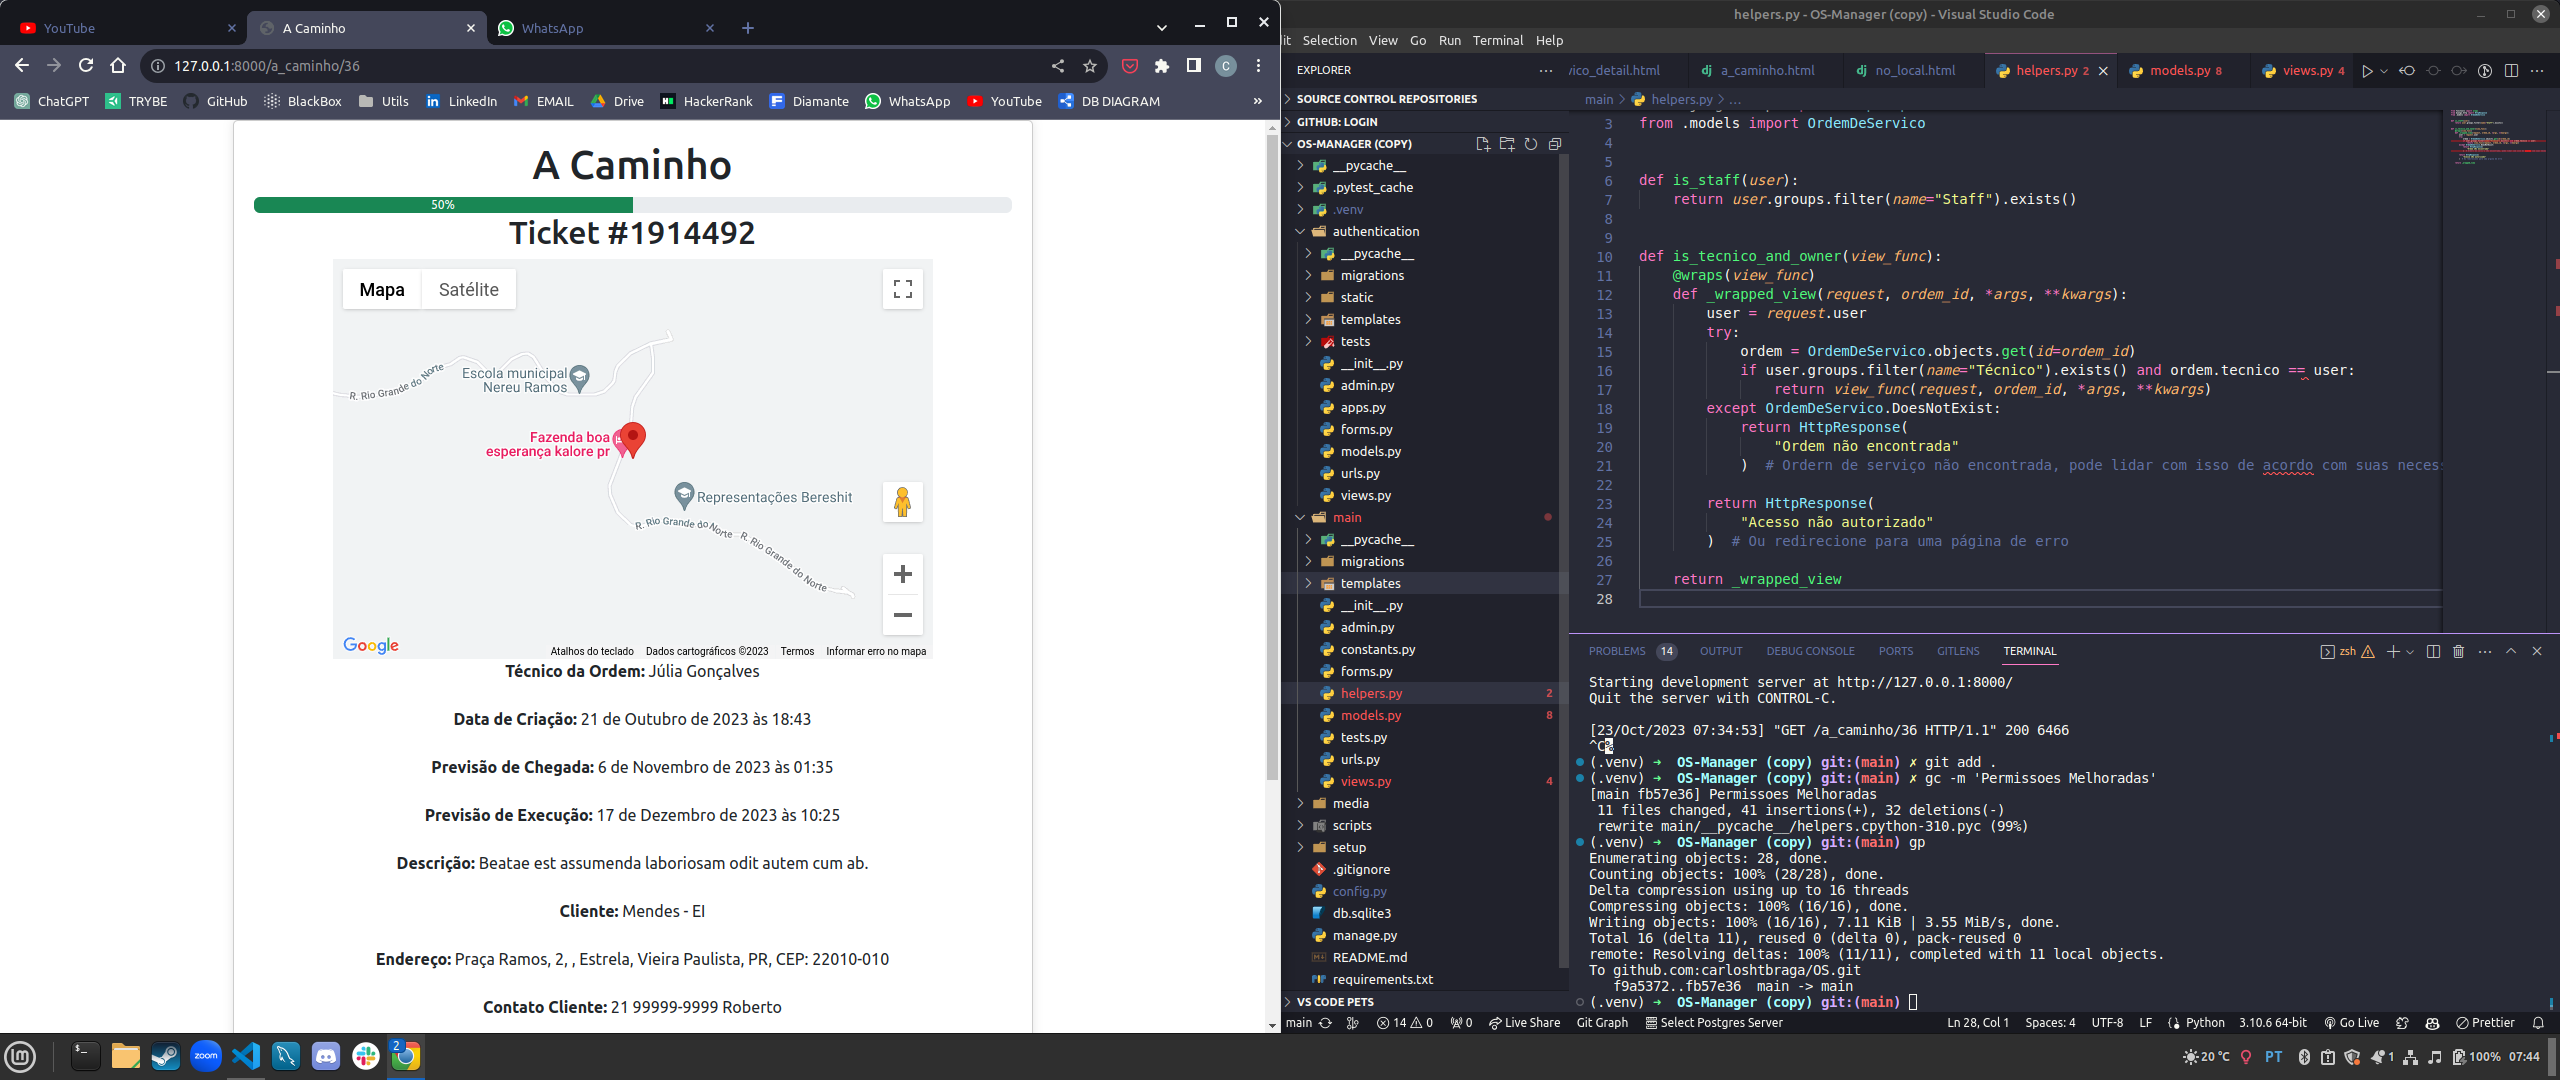 YouTube
A Caminho
WhatsApp
127.0.0.1:8000/a_caminho/36
C
ChatGPT TRYBE GitHub BlackBox Utils LinkedIn EMAIL Drive HackerRank Diamante WhatsApp YouTube DB DIAGRAM »
A Caminho
50%
Ticket #1914492
Mapa Satélite
R. Rio Grande do Norte
Escola municipal
Nereu Ramos
Fazenda boa
esperança kalore pr
Representações Bereshit
R. Rio Grande do Norte
R. Rio Grande do Norte
Google
Atalhos do teclado Dados cartográficos ©2023 Termos Informar erro no mapa
Técnico da Ordem: Júlia Gonçalves
Data de Criação: 21 de Outubro de 2023 às 18:43
Previsão de Chegada: 6 de Novembro de 2023 às 01:35
Previsão de Execução: 17 de Dezembro de 2023 às 10:25
Descrição: Beatae est assumenda laboriosam odit autem cum ab.
Cliente: Mendes - EI
Endereço: Praça Ramos, 2, , Estrela, Vieira Paulista, PR, CEP: 22010-010
Contato Cliente: 21 99999-9999 Roberto
helpers.py - OS-Manager (copy) - Visual Studio Code
it Selection View Go Run Terminal Help
EXPLORER
SOURCE CONTROL REPOSITORIES
GITHUB: LOGIN
OS-MANAGER (COPY)
__pycache__
.pytest_cache
.venv
authentication
__pycache__
migrations
static
templates
tests
__init__.py
admin.py
apps.py
forms.py
models.py
urls.py
views.py
main
__pycache__
migrations
templates
__init__.py
admin.py
constants.py
forms.py
helpers.py 2
models.py 8
tests.py
urls.py
views.py 4
media
scripts
setup
.gitignore
config.py
db.sqlite3
manage.py
README.md
requirements.txt
VS CODE PETS
vico_detail.html a_caminho.html no_local.html helpers.py 2 models.py 8 views.py 4
main > helpers.py > ...
3 from .models import OrdemDeServico
4
5
6 def is_staff(user):
7 return user.groups.filter(name="Staff").exists()
8
9
10 def is_tecnico_and_owner(view_func):
11 @wraps(view_func)
12 def _wrapped_view(request, ordem_id, *args, **kwargs):
13 user = request.user
14 try:
15 ordem = OrdemDeServico.objects.get(id=ordem_id)
16 if user.groups.filter(name="Técnico").exists() and ordem.tecnico == user:
17 return view_func(request, ordem_id, *args, **kwargs)
18 except OrdemDeServico.DoesNotExist:
19 return HttpResponse(
20 "Ordem não encontrada"
21 ) # Ordern de serviço não encontrada, pode lidar com isso de acordo com suas neces
22
23 return HttpResponse(
24 "Acesso não autorizado"
25 ) # Ou redirecione para uma página de erro
26
27 return _wrapped_view
28
PROBLEMS 14 OUTPUT DEBUG CONSOLE PORTS GITLENS TERMINAL
zsh
Starting development server at http://127.0.0.1:8000/
Quit the server with CONTROL-C.
[23/Oct/2023 07:34:53] "GET /a_caminho/36 HTTP/1.1" 200 6466
^C%
(.venv) ➜ OS-Manager (copy) git:(main) ✗ git add .
(.venv) ➜ OS-Manager (copy) git:(main) ✗ gc -m 'Permissoes Melhoradas'
[main fb57e36] Permissoes Melhoradas
11 files changed, 41 insertions(+), 32 deletions(-)
rewrite main/__pycache__/helpers.cpython-310.pyc (99%)
(.venv) ➜ OS-Manager (copy) git:(main) gp
Enumerating objects: 28, done.
Counting objects: 100% (28/28), done.
Delta compression using up to 16 threads
Compressing objects: 100% (16/16), done.
Writing objects: 100% (16/16), 7.11 KiB | 3.55 MiB/s, done.
Total 16 (delta 11), reused 0 (delta 0), pack-reused 0
remote: Resolving deltas: 100% (11/11), completed with 11 local objects.
To github.com:carloshtbraga/OS.git
f9a5372..fb57e36 main -> main
(.venv) ➜ OS-Manager (copy) git:(main)
main 14 0 0 Live Share Git Graph Select Postgres Server Ln 28, Col 1 Spaces: 4 UTF-8 LF Python 3.10.6 64-bit Go Live Prettier
zoom 2 20 °C PT 1 100% 07:44